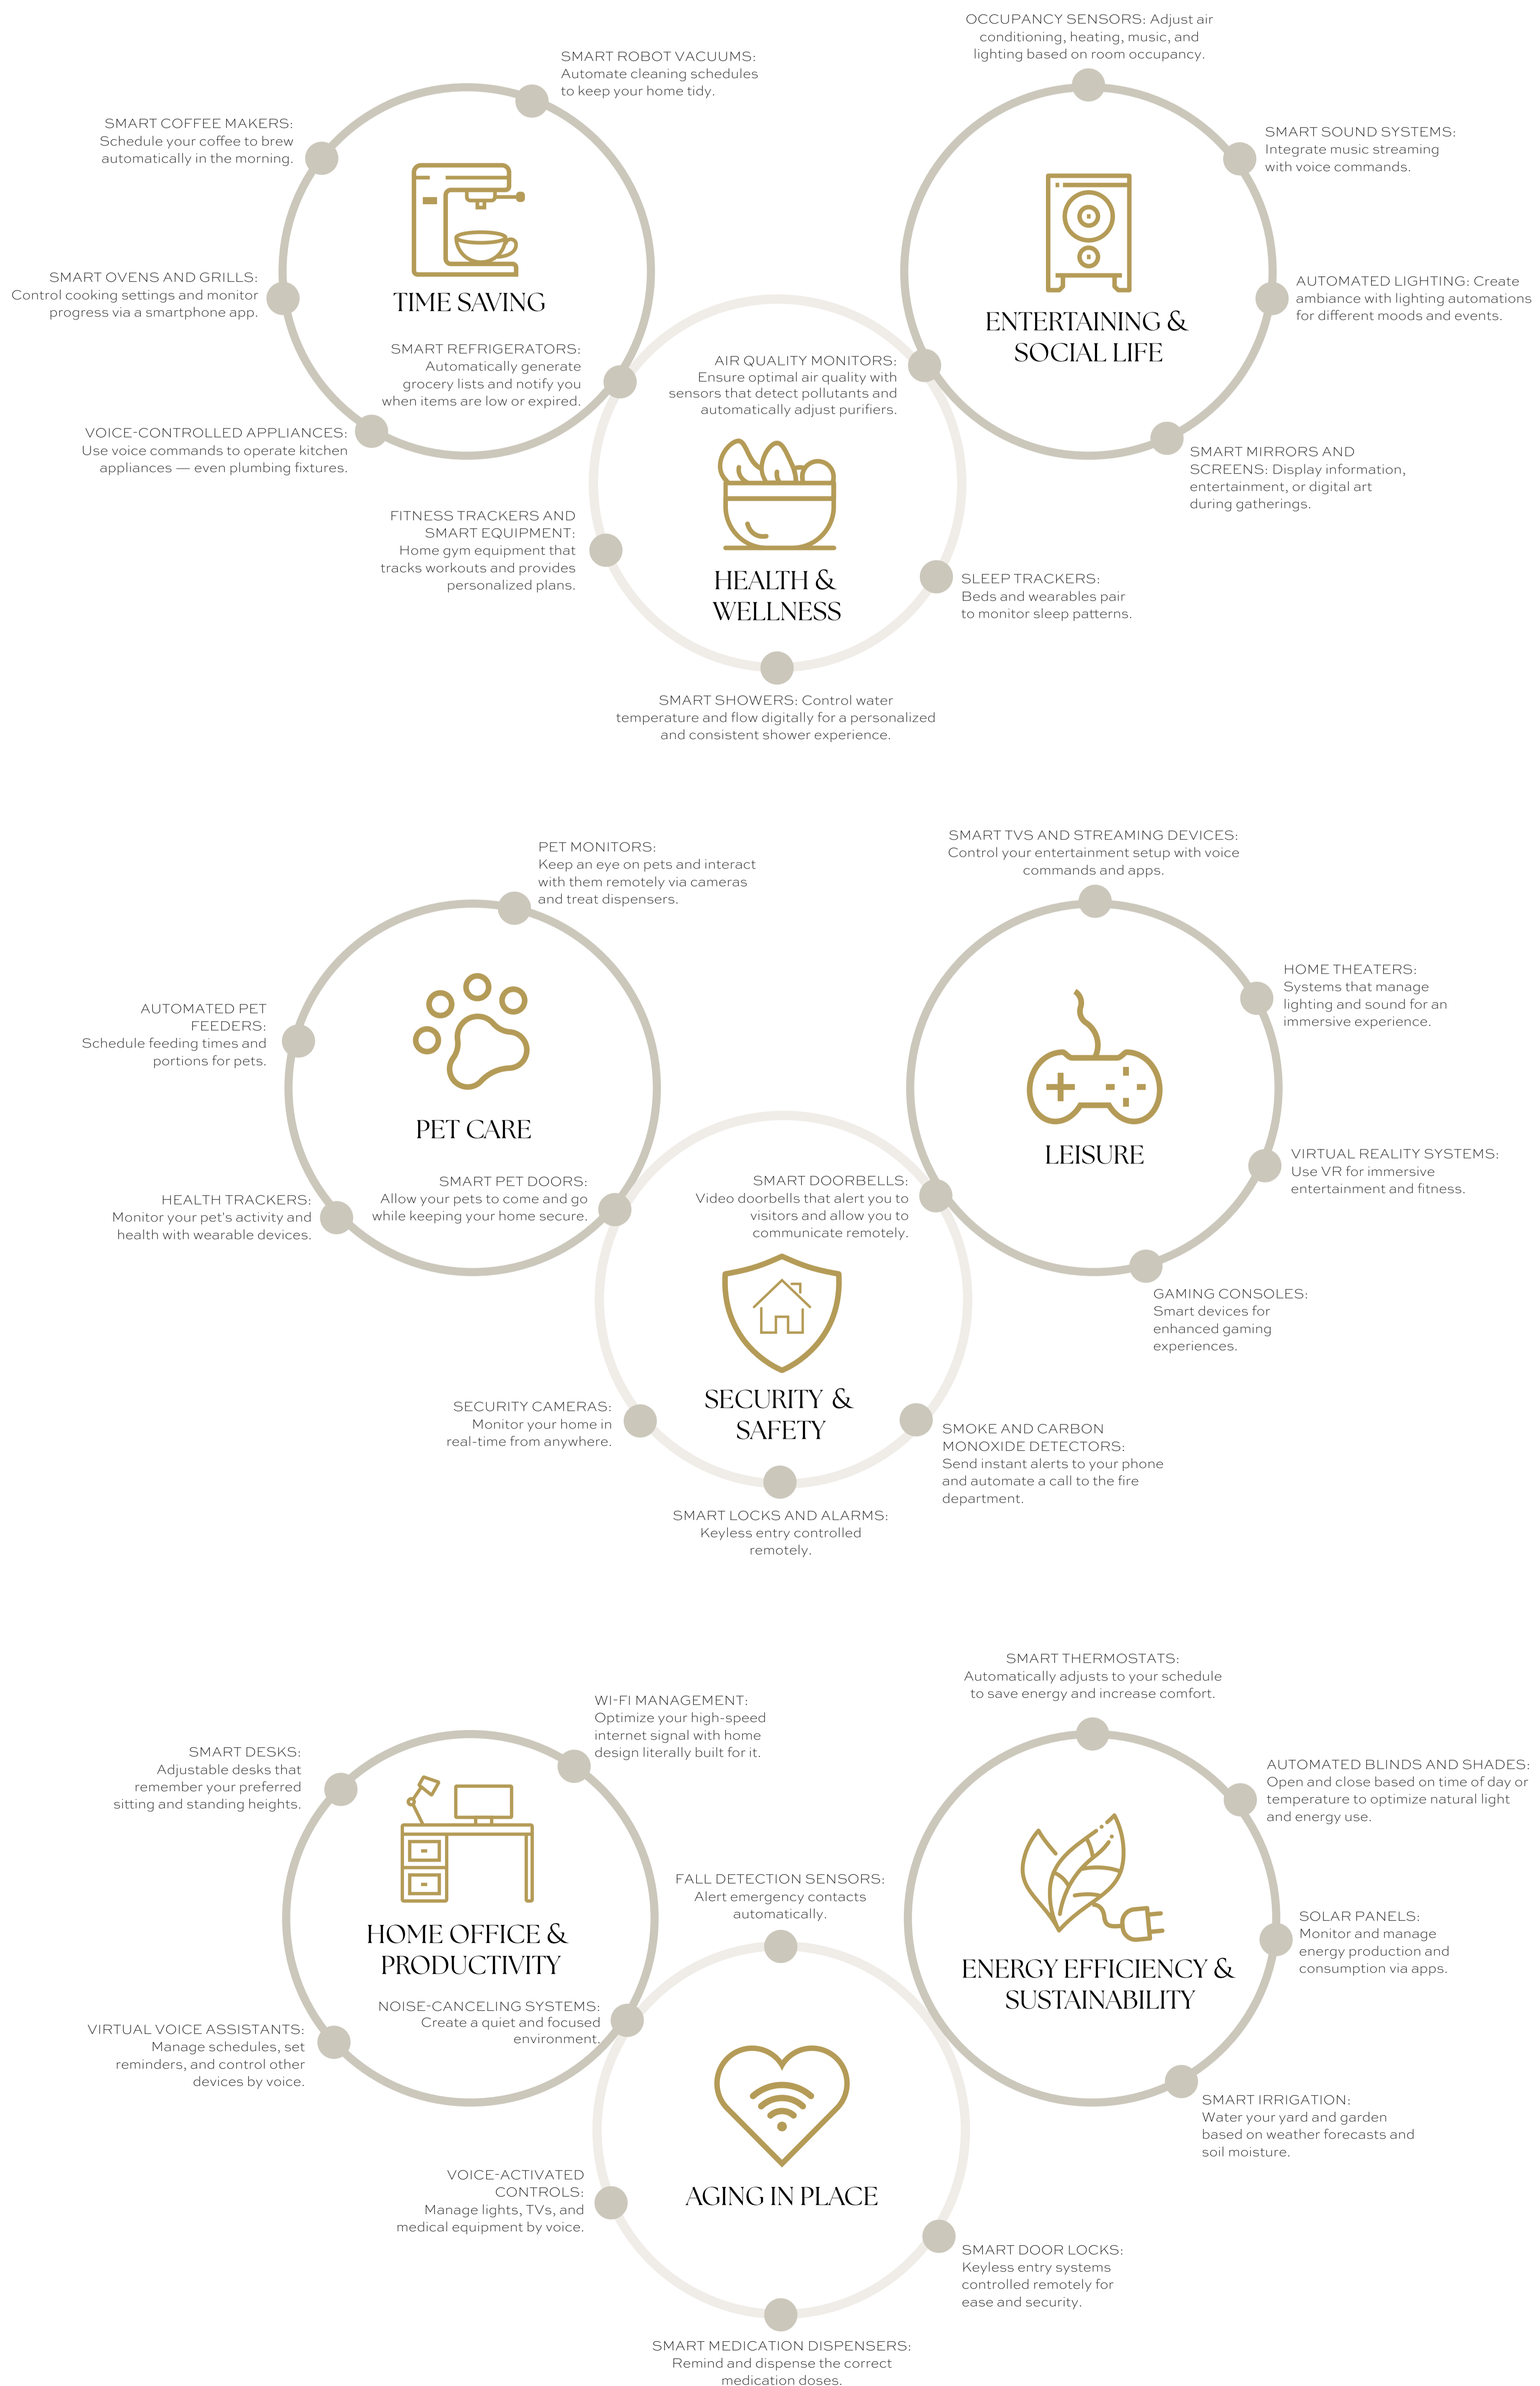 SMART ROBOT VACUUMS:
Automate cleaning schedules
to keep your home tidy.
SMART COFFEE MAKERS:
Schedule your coffee to brew
automatically in the morning.
SMART OVENS AND GRILLS:
Control cooking settings and monitor
progress via a smartphone app.
TIME SAVING
SMART REFRIGERATORS:
Automatically generate
grocery lists and notify you
when items are low or expired.
VOICE-CONTROLLED APPLIANCES:
Use voice commands to operate kitchen
appliances — even plumbing fixtures.
OCCUPANCY SENSORS: Adjust air
conditioning, heating, music, and
lighting based on room occupancy.
SMART SOUND SYSTEMS:
Integrate music streaming
with voice commands.
AUTOMATED LIGHTING: Create
ambiance with lighting automations
for different moods and events.
ENTERTAINING &
SOCIAL LIFE
SMART MIRRORS AND
SCREENS: Display information,
entertainment, or digital art
during gatherings.
AIR QUALITY MONITORS:
Ensure optimal air quality with
sensors that detect pollutants and
automatically adjust purifiers.
FITNESS TRACKERS AND
SMART EQUIPMENT:
Home gym equipment that
tracks workouts and provides
personalized plans.
HEALTH &
WELLNESS
SLEEP TRACKERS:
Beds and wearables pair
to monitor sleep patterns.
SMART SHOWERS: Control water
temperature and flow digitally for a personalized
and consistent shower experience.
PET MONITORS:
Keep an eye on pets and interact
with them remotely via cameras
and treat dispensers.
AUTOMATED PET
FEEDERS:
Schedule feeding times and
portions for pets.
PET CARE
HEALTH TRACKERS:
Monitor your pet's activity and
health with wearable devices.
SMART PET DOORS:
Allow your pets to come and go
while keeping your home secure.
SMART TVS AND STREAMING DEVICES:
Control your entertainment setup with voice
commands and apps.
HOME THEATERS:
Systems that manage
lighting and sound for an
immersive experience.
LEISURE
VIRTUAL REALITY SYSTEMS:
Use VR for immersive
entertainment and fitness.
GAMING CONSOLES:
Smart devices for
enhanced gaming
experiences.
SMART DOORBELLS:
Video doorbells that alert you to
visitors and allow you to
communicate remotely.
SECURITY &
SAFETY
SECURITY CAMERAS:
Monitor your home in
real-time from anywhere.
SMOKE AND CARBON
MONOXIDE DETECTORS:
Send instant alerts to your phone
and automate a call to the fire
department.
SMART LOCKS AND ALARMS:
Keyless entry controlled
remotely.
WI-FI MANAGEMENT:
Optimize your high-speed
internet signal with home
design literally built for it.
SMART DESKS:
Adjustable desks that
remember your preferred
sitting and standing heights.
HOME OFFICE &
PRODUCTIVITY
NOISE-CANCELING SYSTEMS:
Create a quiet and focused
environment.
VIRTUAL VOICE ASSISTANTS:
Manage schedules, set
reminders, and control other
devices by voice.
SMART THERMOSTATS:
Automatically adjusts to your schedule
to save energy and increase comfort.
AUTOMATED BLINDS AND SHADES:
Open and close based on time of day or
temperature to optimize natural light
and energy use.
SOLAR PANELS:
Monitor and manage
energy production and
consumption via apps.
ENERGY EFFICIENCY &
SUSTAINABILITY
SMART IRRIGATION:
Water your yard and garden
based on weather forecasts and
soil moisture.
FALL DETECTION SENSORS:
Alert emergency contacts
automatically.
VOICE-ACTIVATED
CONTROLS:
Manage lights, TVs, and
medical equipment by voice.
AGING IN PLACE
SMART DOOR LOCKS:
Keyless entry systems
controlled remotely for
ease and security.
SMART MEDICATION DISPENSERS:
Remind and dispense the correct
medication doses.